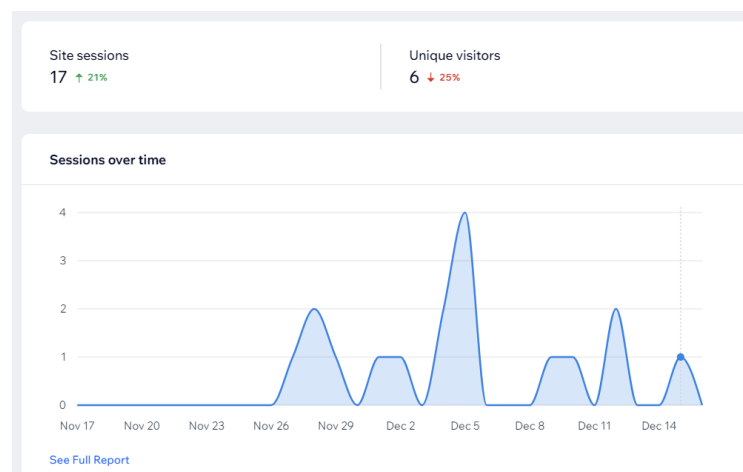 Site sessions
17 ↑ 21%
Unique visitors
6 ↓ 25%
Sessions over time
4
3
2
1
0
Nov 17 Nov 20 Nov 23 Nov 26 Nov 29 Dec 2 Dec 5 Dec 8 Dec 11 Dec 14
See Full Report